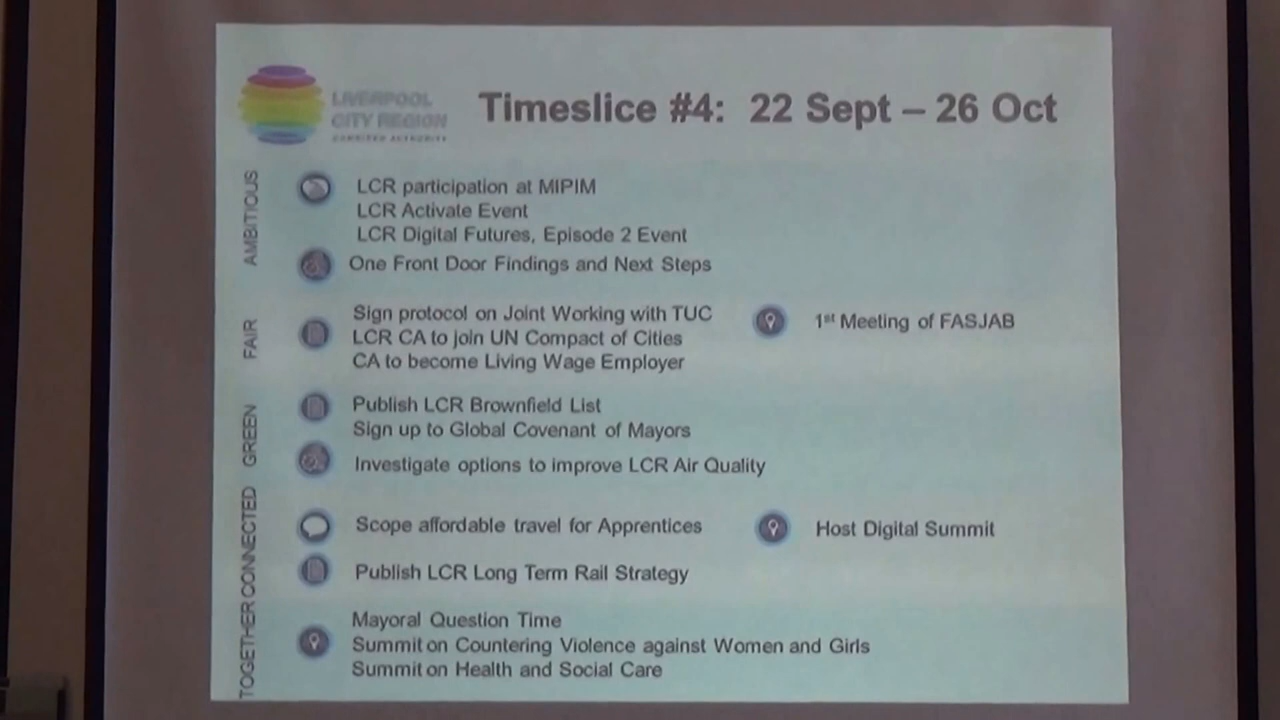 LIVERPOOL
CITY REGION
COMBINED AUTHORITY
Timeslice #4: 22 Sept – 26 Oct
AMBITIOUS
LCR participation at MIPIM
LCR Activate Event
LCR Digital Futures, Episode 2 Event
One Front Door Findings and Next Steps
FAIR
Sign protocol on Joint Working with TUC
LCR CA to join UN Compact of Cities
CA to become Living Wage Employer
1st Meeting of FASJAB
GREEN
Publish LCR Brownfield List
Sign up to Global Covenant of Mayors
Investigate options to improve LCR Air Quality
CONNECTED
Scope affordable travel for Apprentices
Host Digital Summit
Publish LCR Long Term Rail Strategy
TOGETHER
Mayoral Question Time
Summit on Countering Violence against Women and Girls
Summit on Health and Social Care